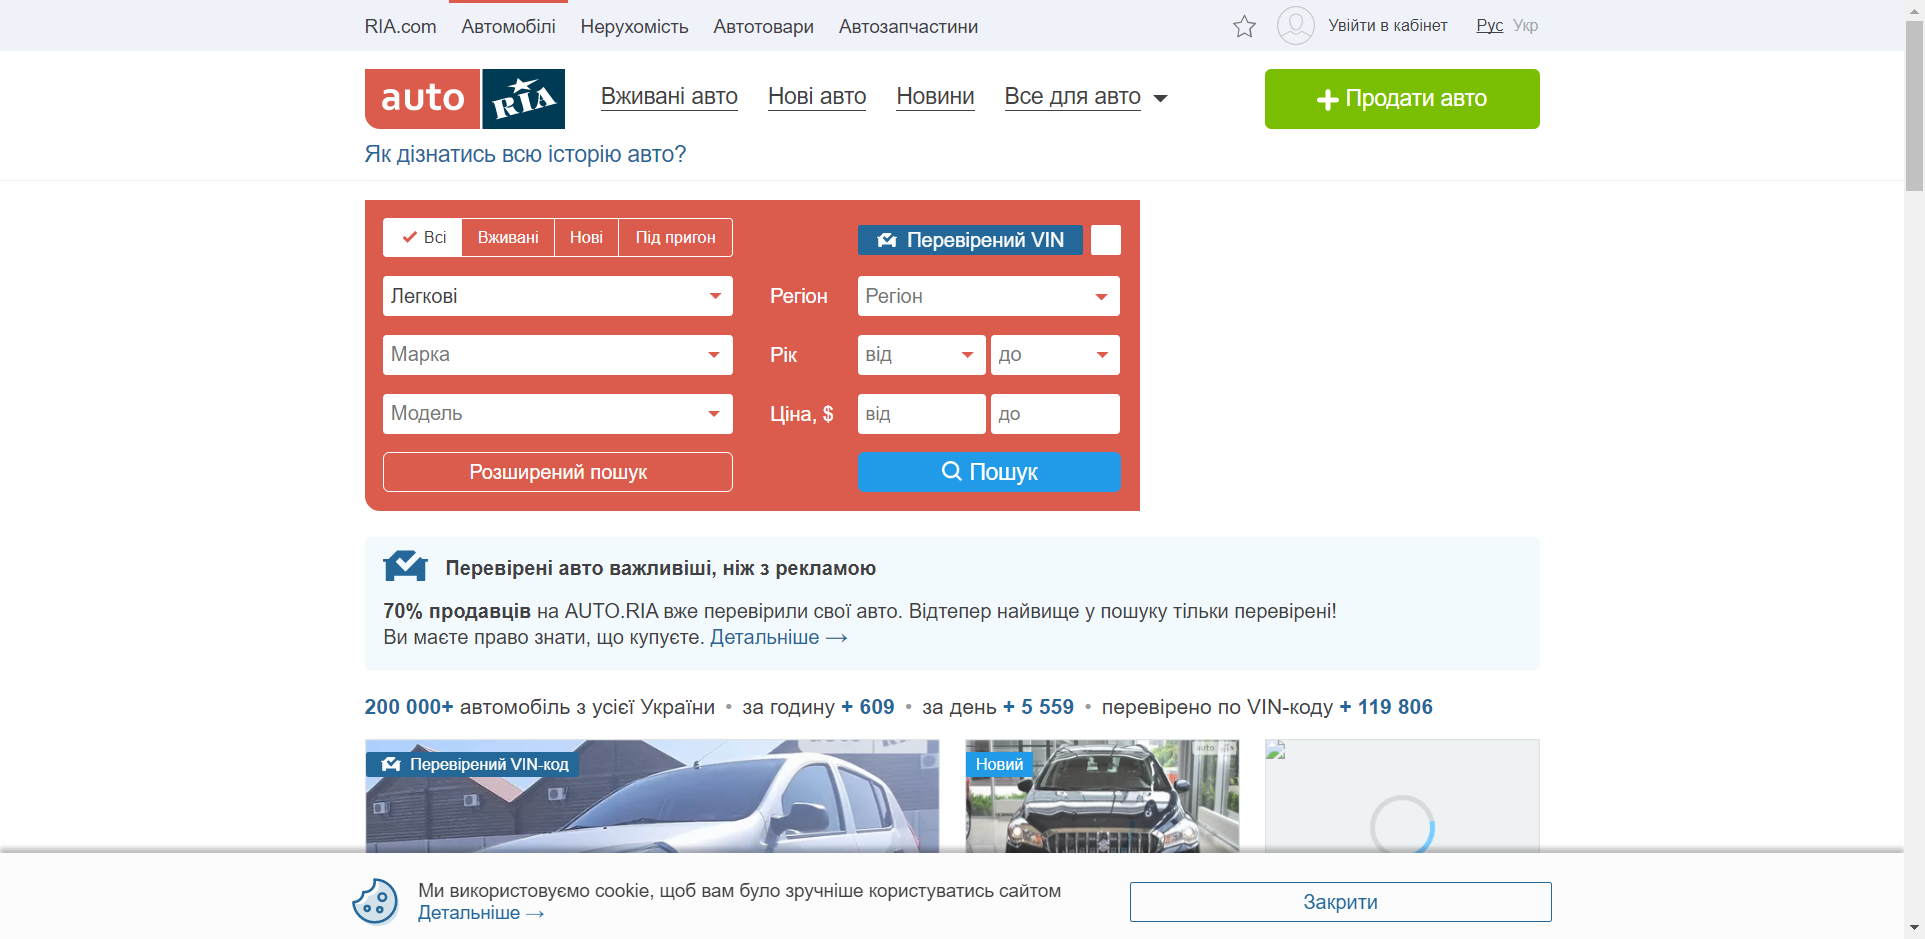 RIA.com Автомобілі Нерухомість Автотовари Автозапчастини Увійти в кабінет Рус Укр
auto RIA Вживані авто Нові авто Новини Все для авто Продати авто
Як дізнатись всю історію авто?
Всі Вживані Нові Під пригон Перевірений VIN
Легкові Регіон Регіон
Марка Рік від до
Модель Ціна, $ від до
Розширений пошук Пошук
Перевірені авто важливіші, ніж з рекламою
70% продавців на AUTO.RIA вже перевірили свої авто. Відтепер найвище у пошуку тільки перевірені!
Ви маєте право знати, що купуєте. Детальніше →
200 000+ автомобіль з усієї України • за годину + 609 • за день + 5 559 • перевірено по VIN-коду + 119 806
Перевірений VIN-код Новий
Ми використовуємо cookie, щоб вам було зручніше користуватись сайтом
Детальніше →
Закрити